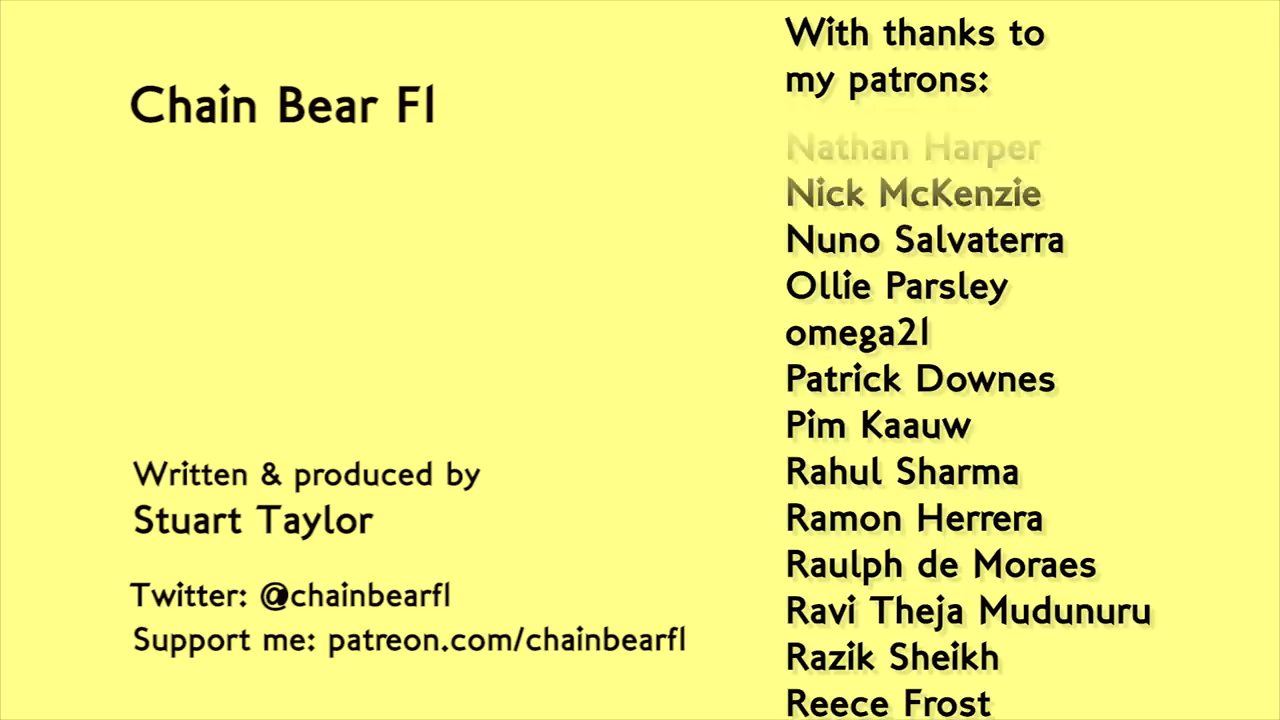 Chain Bear F1
Written & produced by
Stuart Taylor
Twitter: @chainbearf1
Support me: patreon.com/chainbearf1
With thanks to
my patrons:
Nathan Harper
Nick McKenzie
Nuno Salvaterra
Ollie Parsley
omega21
Patrick Downes
Pim Kaauw
Rahul Sharma
Ramon Herrera
Raulph de Moraes
Ravi Theja Mudunuru
Razik Sheikh
Reece Frost